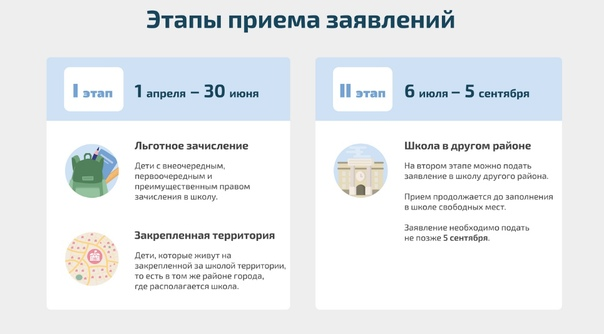 Этапы приема заявлений
I этап
1 апреля – 30 июня
Льготное зачисление
Дети с внеочередным,
первоочередным и
преимущественным правом
зачисления в школу.
Закрепленная территория
Дети, которые живут на
закрепленной за школой территории,
то есть в том же районе города,
где располагается школа.
II этап
6 июля – 5 сентября
Школа в другом районе
На втором этапе можно подать
заявление в школу другого района.
Прием продолжается до заполнения
в школе свободных мест.
Заявление необходимо подать
не позже 5 сентября.